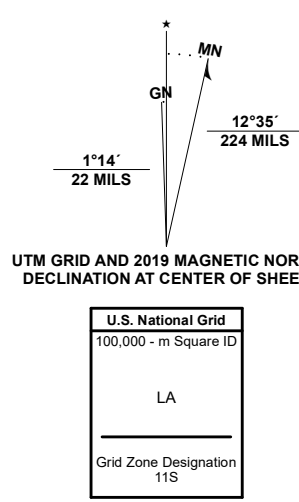 ★
MN
GN
12°35´
224 MILS
1°14´
22 MILS
UTM GRID AND 2019 MAGNETIC NOR
DECLINATION AT CENTER OF SHEE
U.S. National Grid
100,000 - m Square ID
LA
Grid Zone Designation
11S